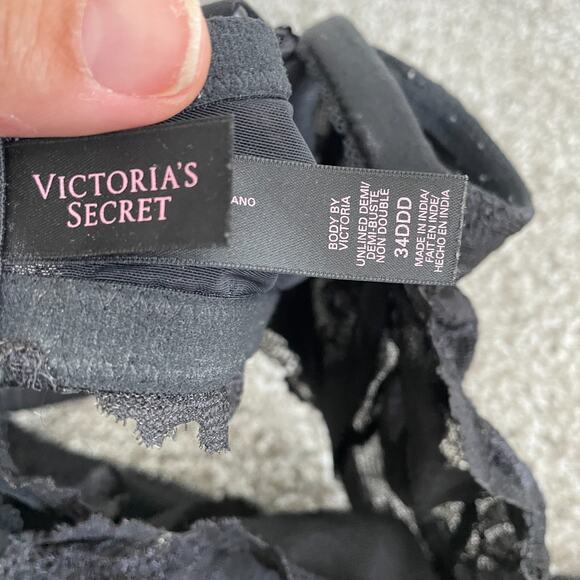 VICTORIA'S
SECRET
ANO
BODY BY
VICTORIA
UNLINED DEMI/
DEMI-BUSTE
NON DOUBLÉ
34DDD
MADE IN INDIA/
FAIT EN INDE/
HECHO EN INDIA